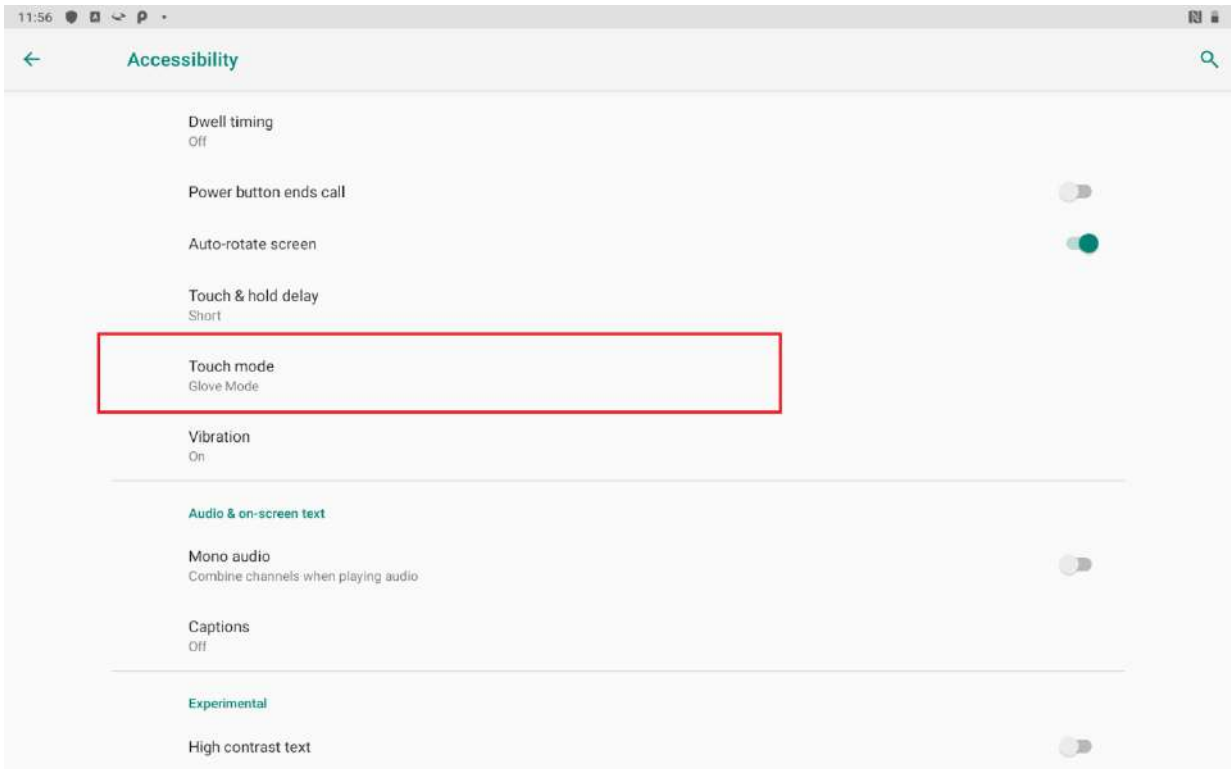 11:56
Accessibility
Dwell timing
Off
Power button ends call
Auto-rotate screen
Touch & hold delay
Short
Touch mode
Glove Mode
Vibration
On
Audio & on-screen text
Mono audio
Combine channels when playing audio
Captions
Off
Experimental
High contrast text